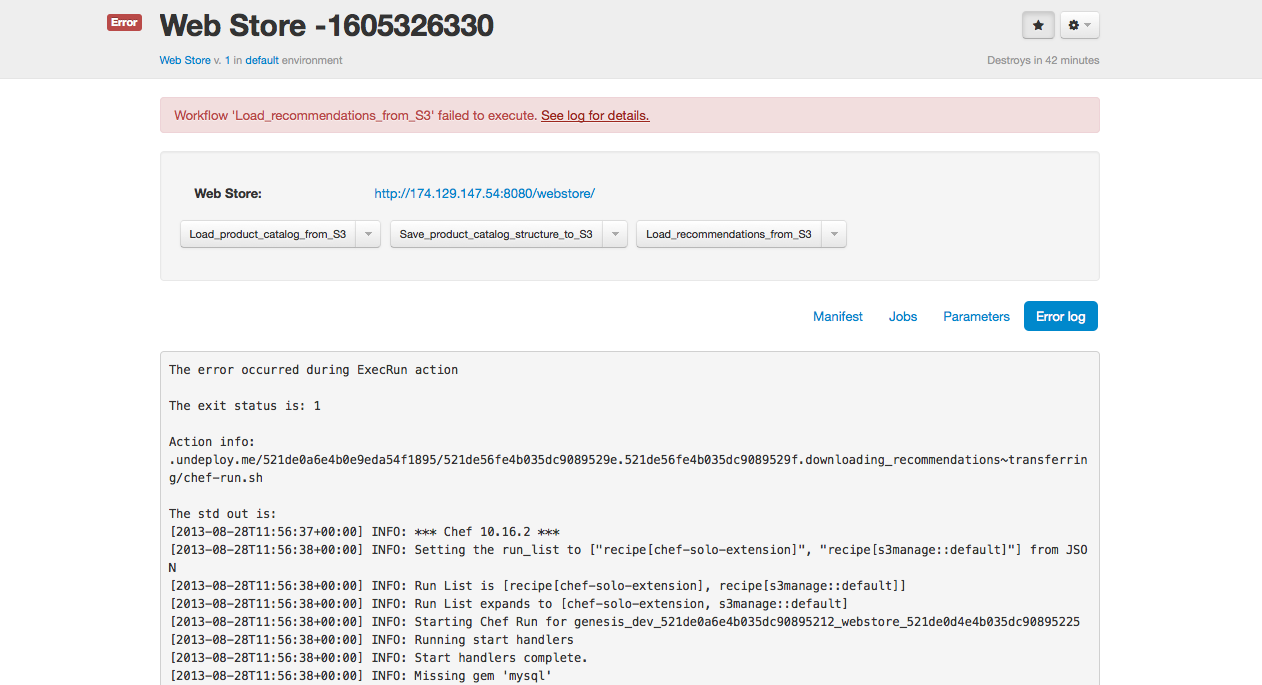 Error
Web Store -1605326330
Web Store v. 1 in default environment
Destroys in 42 minutes
Workflow 'Load_recommendations_from_S3' failed to execute. See log for details.
Web Store:
http://174.129.147.54:8080/webstore/
Load_product_catalog_from_S3
Save_product_catalog_structure_to_S3
Load_recommendations_from_S3
Manifest
Jobs
Parameters
Error log
The error occurred during ExecRun action
The exit status is: 1
Action info:
.undeploy.me/521de0a6e4b0e9eda54f1895/521de56fe4b035dc9089529e.521de56fe4b035dc9089529f.downloading_recommendations~transferrin
g/chef-run.sh
The std out is:
[2013-08-28T11:56:37+00:00] INFO: *** Chef 10.16.2 ***
[2013-08-28T11:56:38+00:00] INFO: Setting the run_list to ["recipe[chef-solo-extension]", "recipe[s3manage::default]"] from JSO
N
[2013-08-28T11:56:38+00:00] INFO: Run List is [recipe[chef-solo-extension], recipe[s3manage::default]]
[2013-08-28T11:56:38+00:00] INFO: Run List expands to [chef-solo-extension, s3manage::default]
[2013-08-28T11:56:38+00:00] INFO: Starting Chef Run for genesis_dev_521de0a6e4b035dc90895212_webstore_521de0d4e4b035dc90895225
[2013-08-28T11:56:38+00:00] INFO: Running start handlers
[2013-08-28T11:56:38+00:00] INFO: Start handlers complete.
[2013-08-28T11:56:38+00:00] INFO: Missing gem 'mysql'